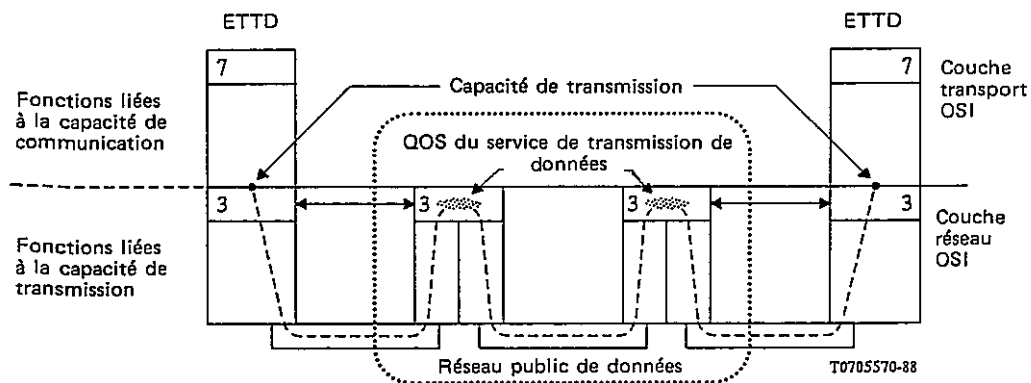 ETTD
ETTD
7
7
Capacité de transmission
Couche
transport
OSI
Fonctions liées
à la capacité de
communication
QOS du service de transmission de
données
3
3
3
3
Couche
réseau
OSI
Fonctions liées
à la capacité de
transmission
Réseau public de données
T0705570-88